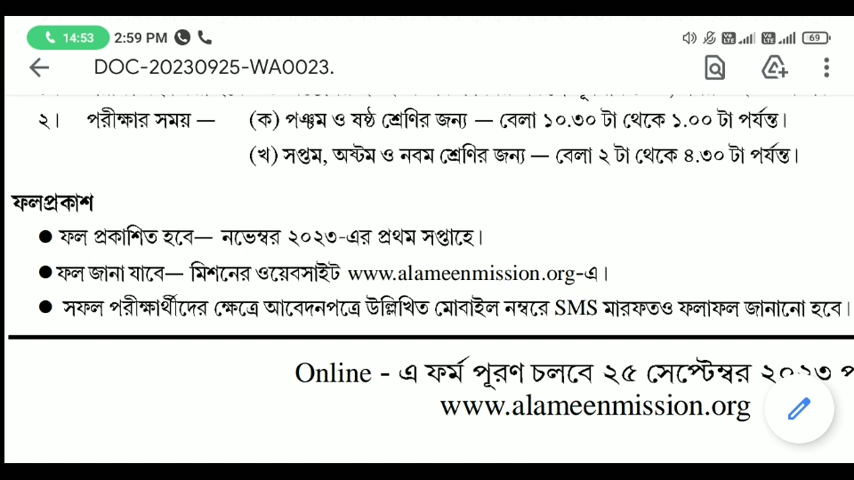 14:53 2:59 PM 69
DOC-20230925-WA0023.
২। পরীক্ষার সময় — (ক) পঞ্চম ও ষষ্ঠ শ্রেণির জন্য — বেলা ১০.৩০ টা থেকে ১.০০ টা পর্যন্ত।
(খ) সপ্তম, অষ্টম ও নবম শ্রেণির জন্য — বেলা ২ টা থেকে ৪.৩০ টা পর্যন্ত।
ফলপ্রকাশ
● ফল প্রকাশিত হবে— নভেম্বর ২০২৩-এর প্রথম সপ্তাহে।
● ফল জানা যাবে— মিশনের ওয়েবসাইট www.alameenmission.org-এ।
● সফল পরীক্ষার্থীদের ক্ষেত্রে আবেদনপত্রে উল্লিখিত মোবাইল নম্বরে SMS মারফতও ফলাফল জানানো হবে।
Online - এ ফর্ম পূরণ চলবে ২৫ সেপ্টেম্বর ২০২৩
www.alameenmission.org